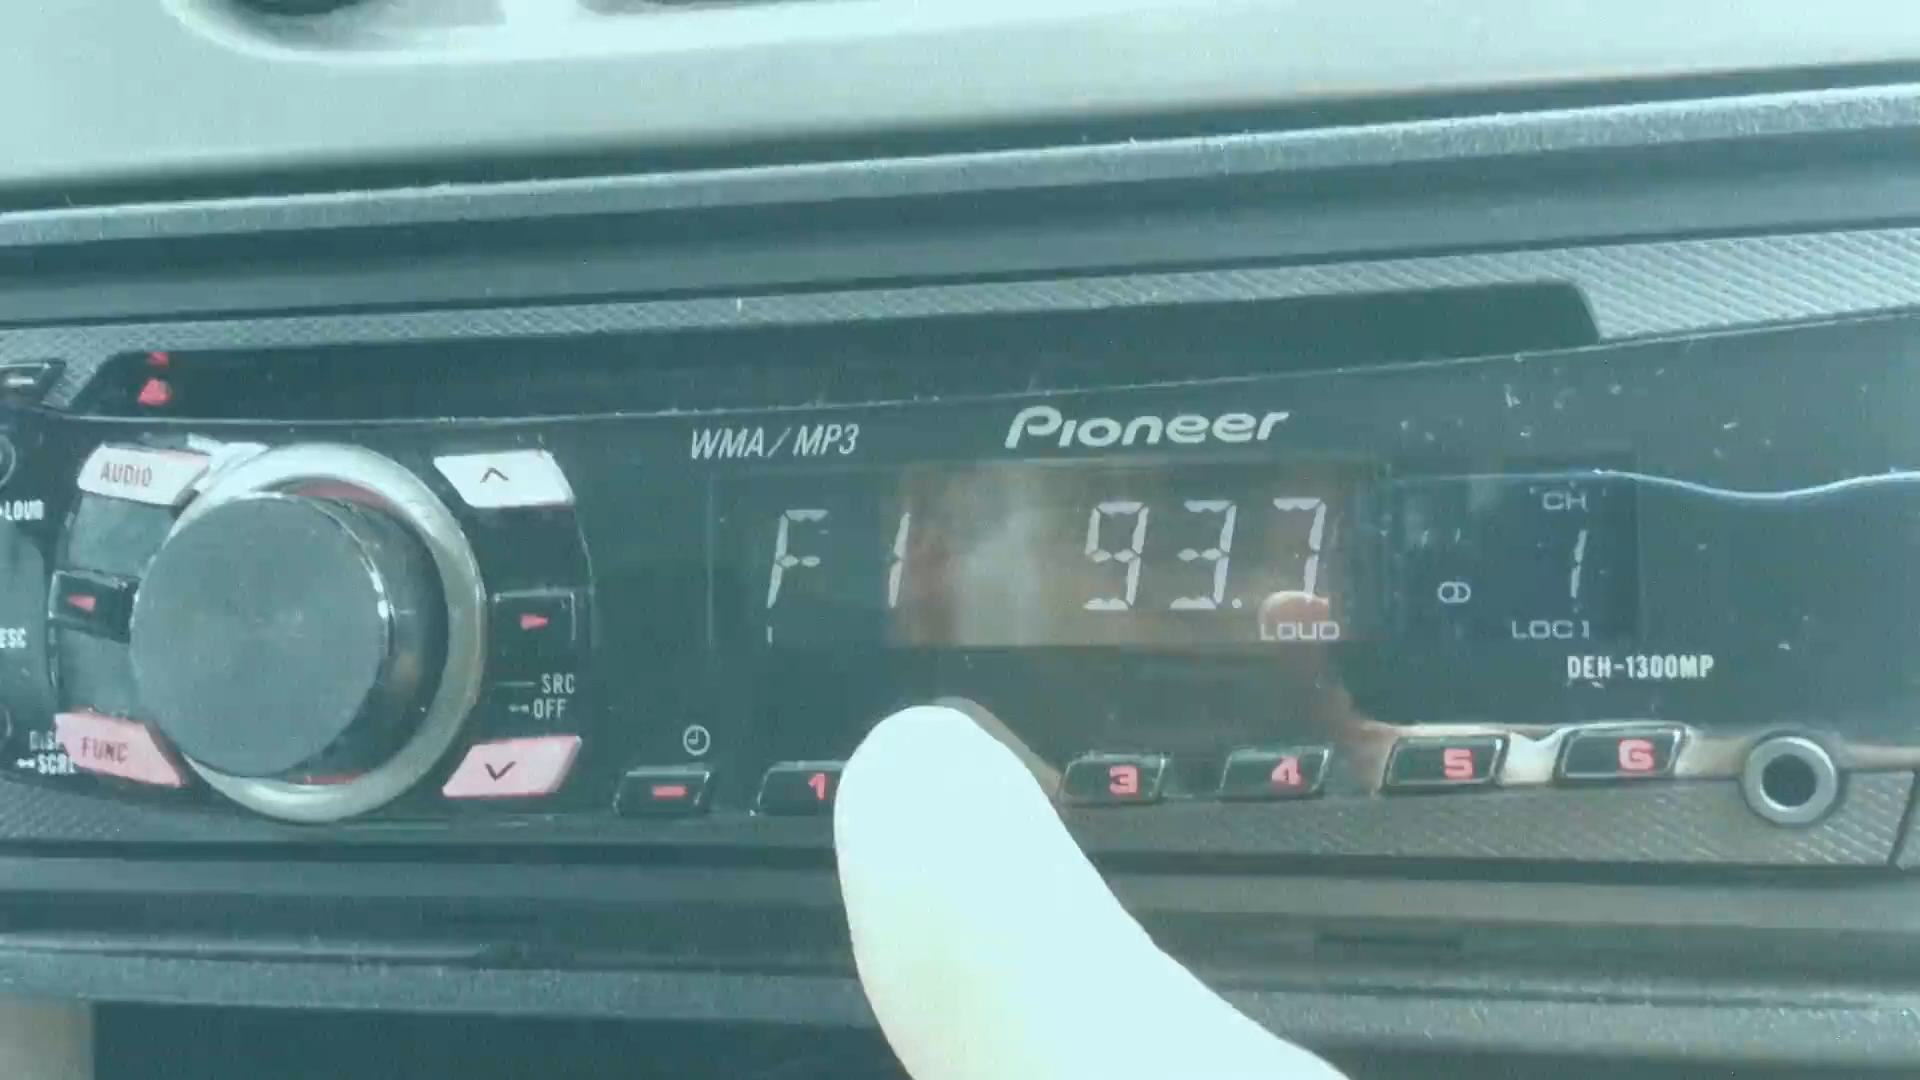 Pioneer
WMA/MP3
AUDIO
LOUD
F1 93.7
CH
1
LOUD
LOC 1
DEH-1300MP
ESC
SRC
OFF
FUNC
SCRL
1
3
4
5
6